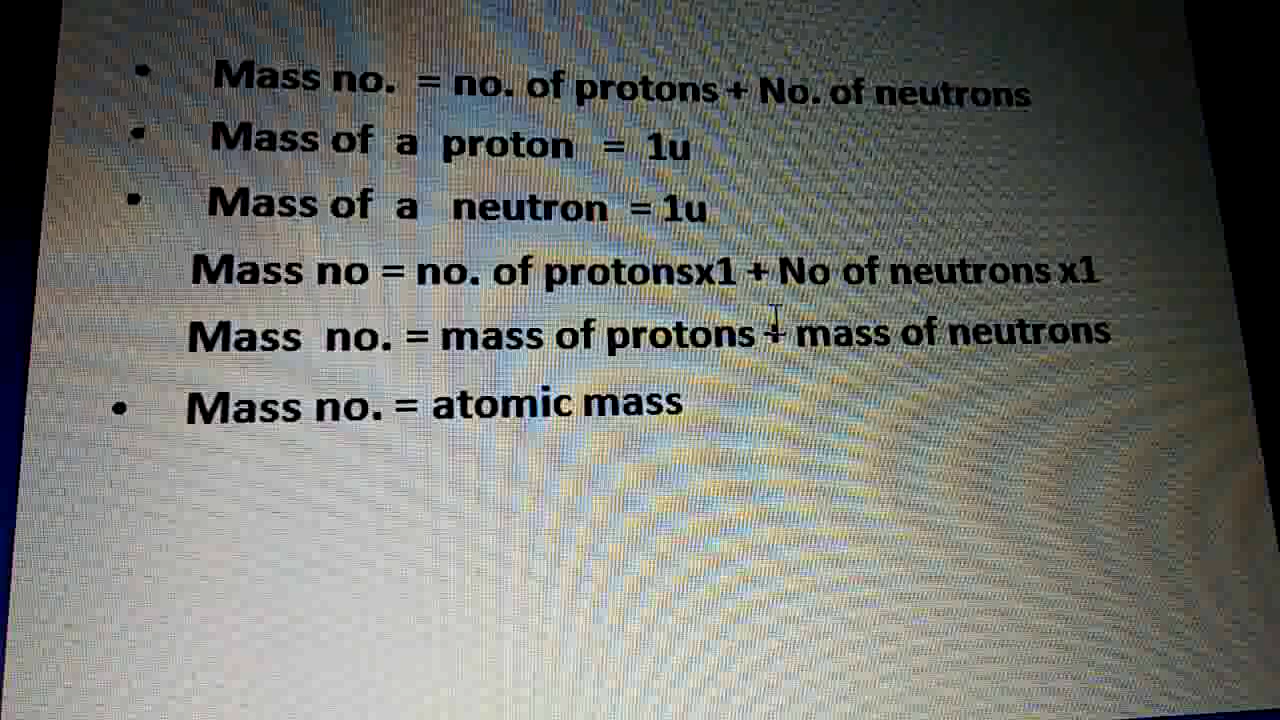 • Mass no. = no. of protons + No. of neutrons
• Mass of a proton = 1u
• Mass of a neutron = 1u
Mass no = no. of protonsx1 + No of neutrons x1
Mass no. = mass of protons + mass of neutrons
• Mass no. = atomic mass